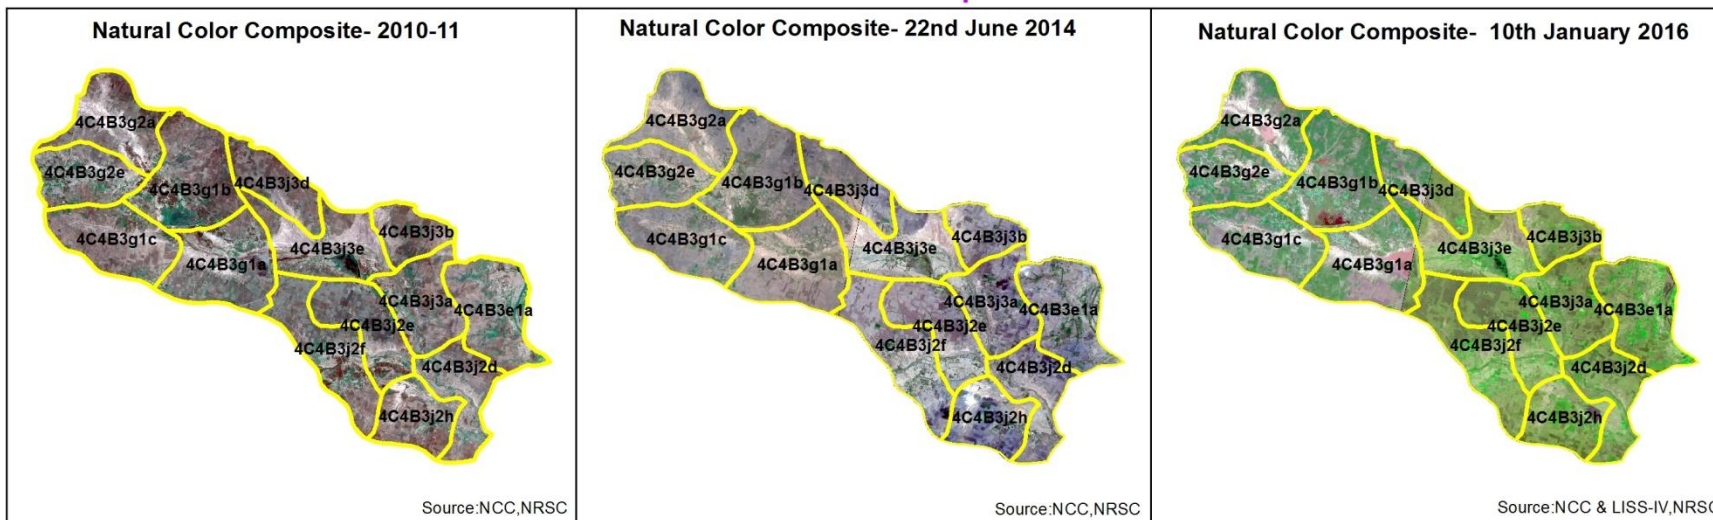 Natural Color Composite- 2010-11
4C4B3g2a
4C4B3g2e
4C4B3g1b
4C4B3j3d
4C4B3g1c
4C4B3g1a
4C4B3j3e
4C4B3j3b
4C4B3j3a
4C4B3e1a
4C4B3j2e
4C4B3j2f
4C4B3j2d
4C4B3j2h
Source:NCC,NRSC
Natural Color Composite- 22nd June 2014
4C4B3g2a
4C4B3g2e
4C4B3g1b
4C4B3j3d
4C4B3g1c
4C4B3g1a
4C4B3j3e
4C4B3j3b
4C4B3j3a
4C4B3e1a
4C4B3j2e
4C4B3j2f
4C4B3j2d
4C4B3j2h
Source:NCC,NRSC
Natural Color Composite- 10th January 2016
4C4B3g2a
4C4B3g2e
4C4B3g1b
4C4B3j3d
4C4B3g1c
4C4B3g1a
4C4B3j3e
4C4B3j3b
4C4B3j3a
4C4B3e1a
4C4B3j2e
4C4B3j2f
4C4B3j2d
4C4B3j2h
Source:NCC & LISS-IV,NRSC